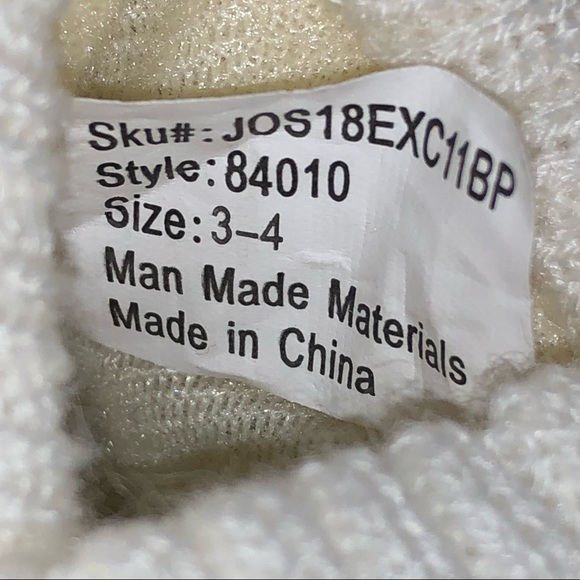 Sku#: JOS18EXC11BP
Style: 84010
Size: 3-4
Man Made Materials
Made in China